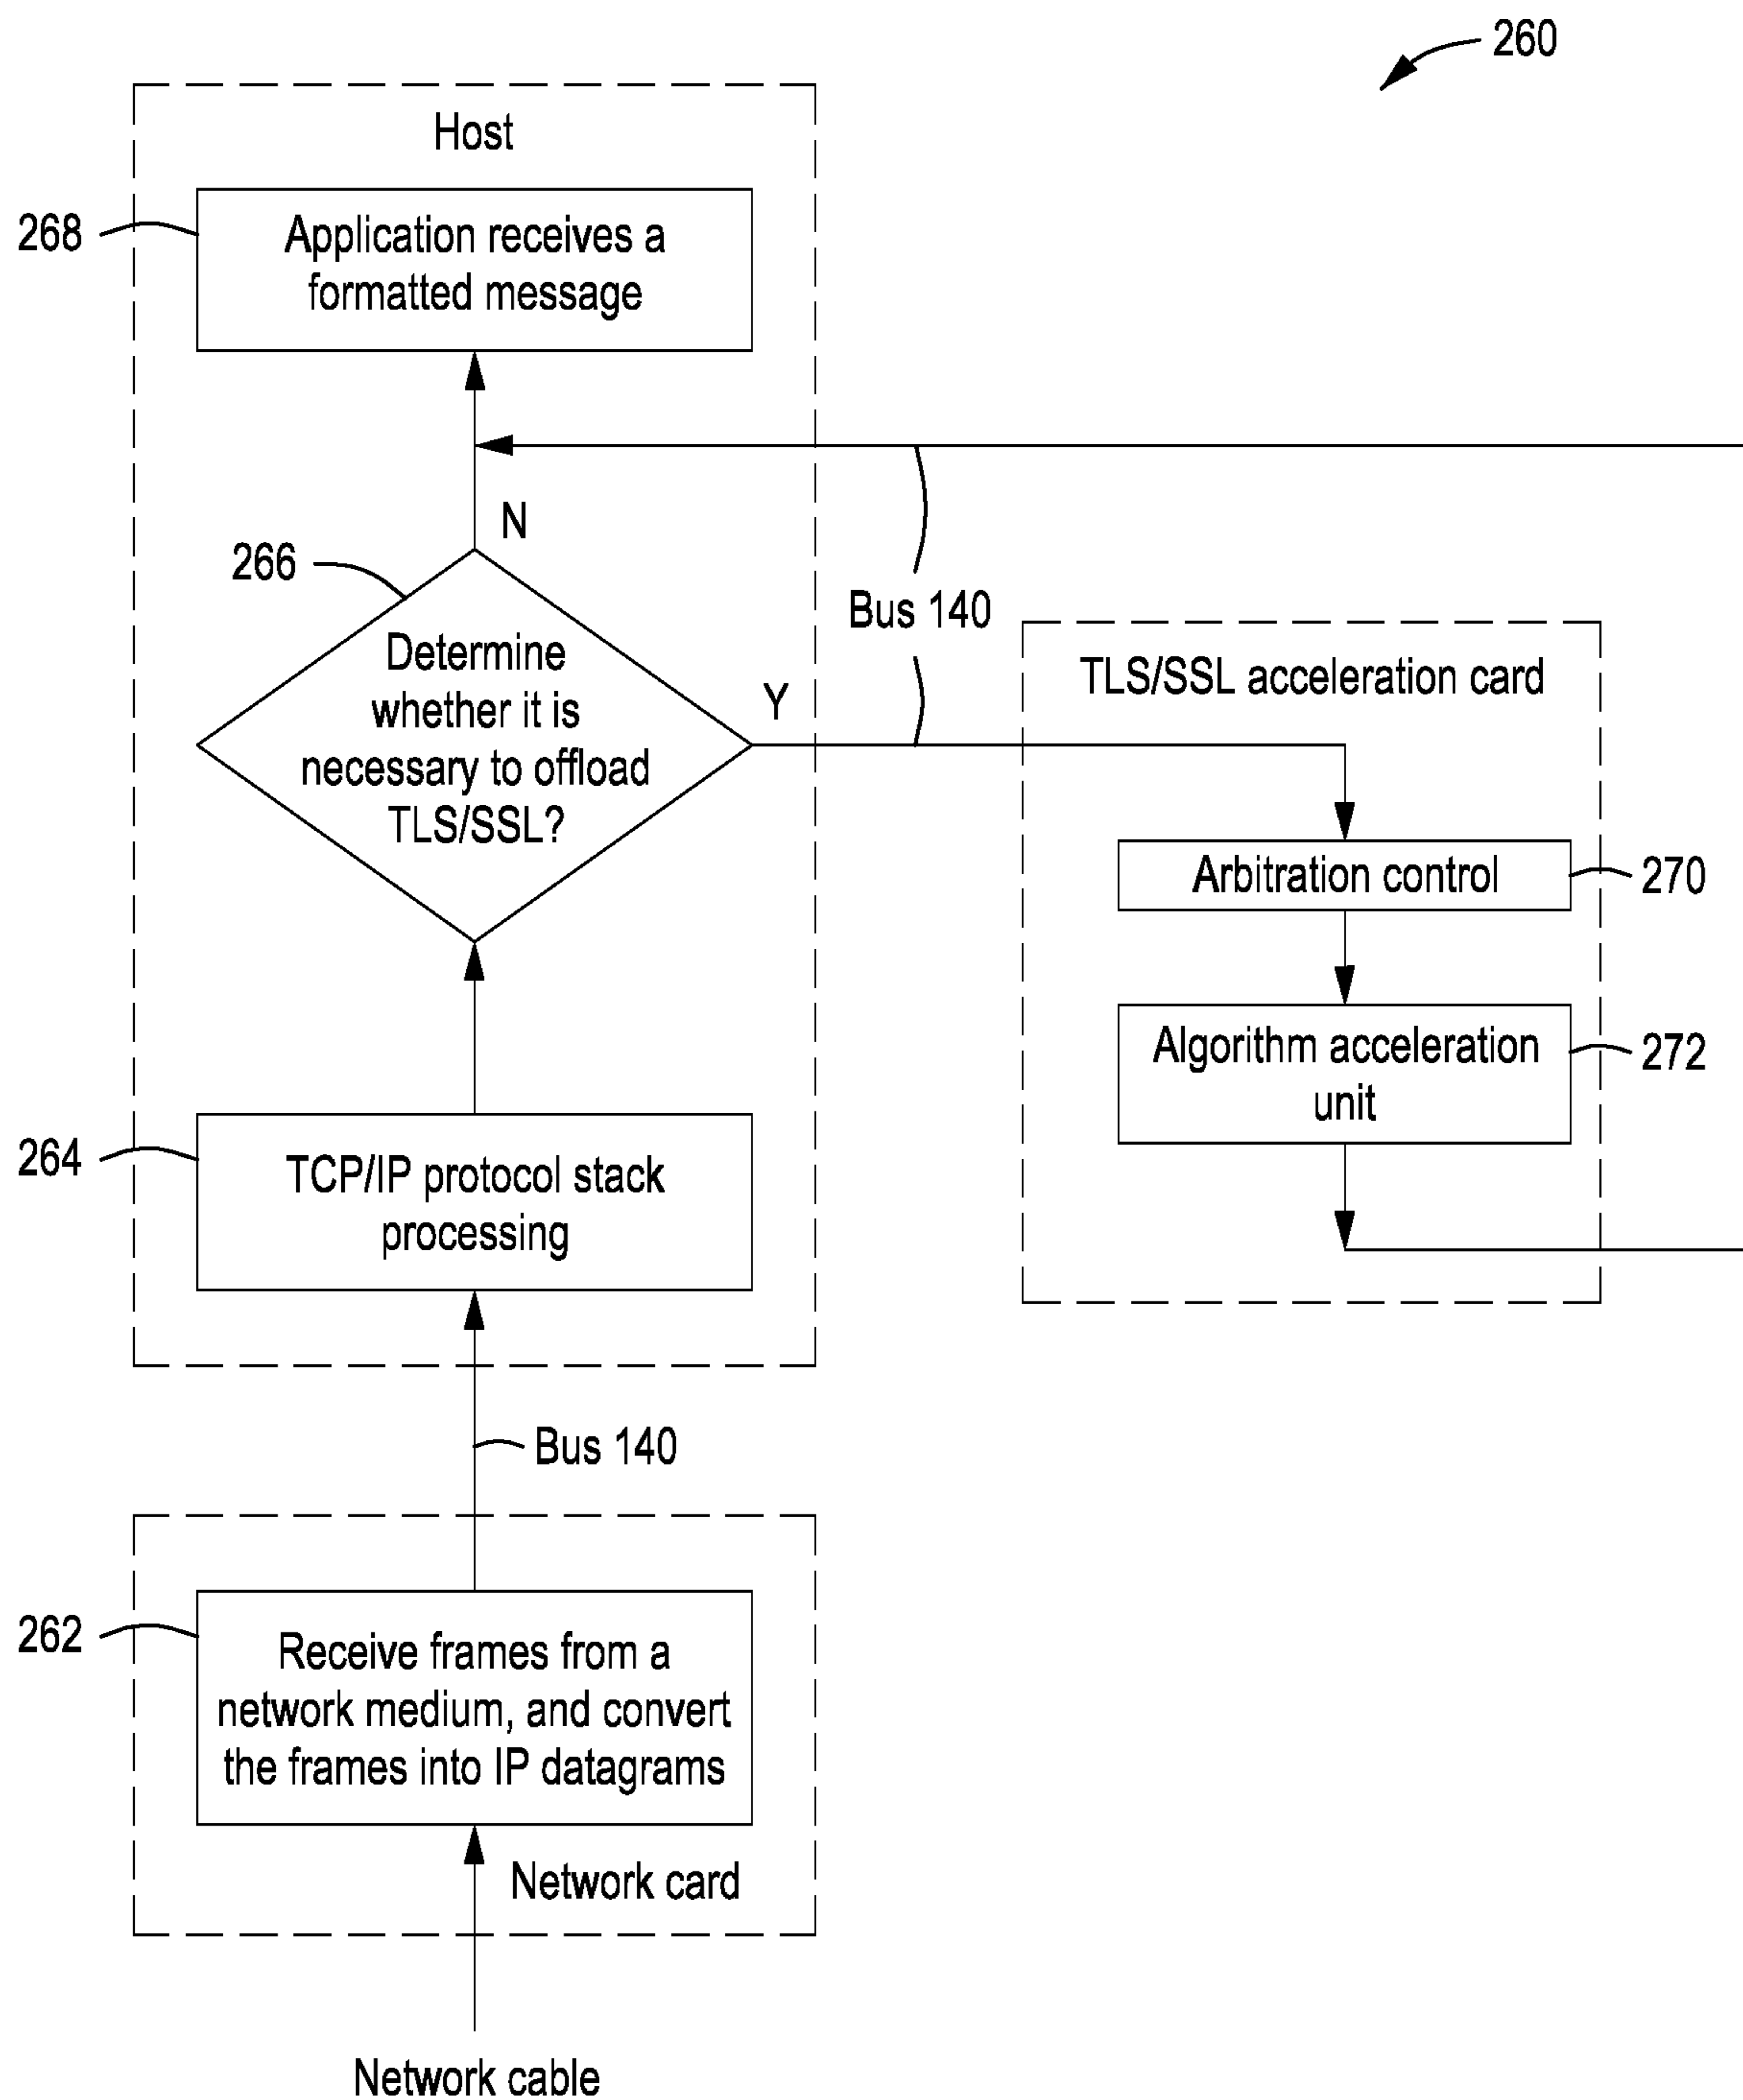 260
Host
268
Application receives a
formatted message
N
266
Bus 140
Determine
whether it is
necessary to offload
TLS/SSL?
Y
TLS/SSL acceleration card
Arbitration control
270
Algorithm acceleration
unit
272
264
TCP/IP protocol stack
processing
Bus 140
262
Receive frames from a
network medium, and convert
the frames into IP datagrams
Network card
Network cable